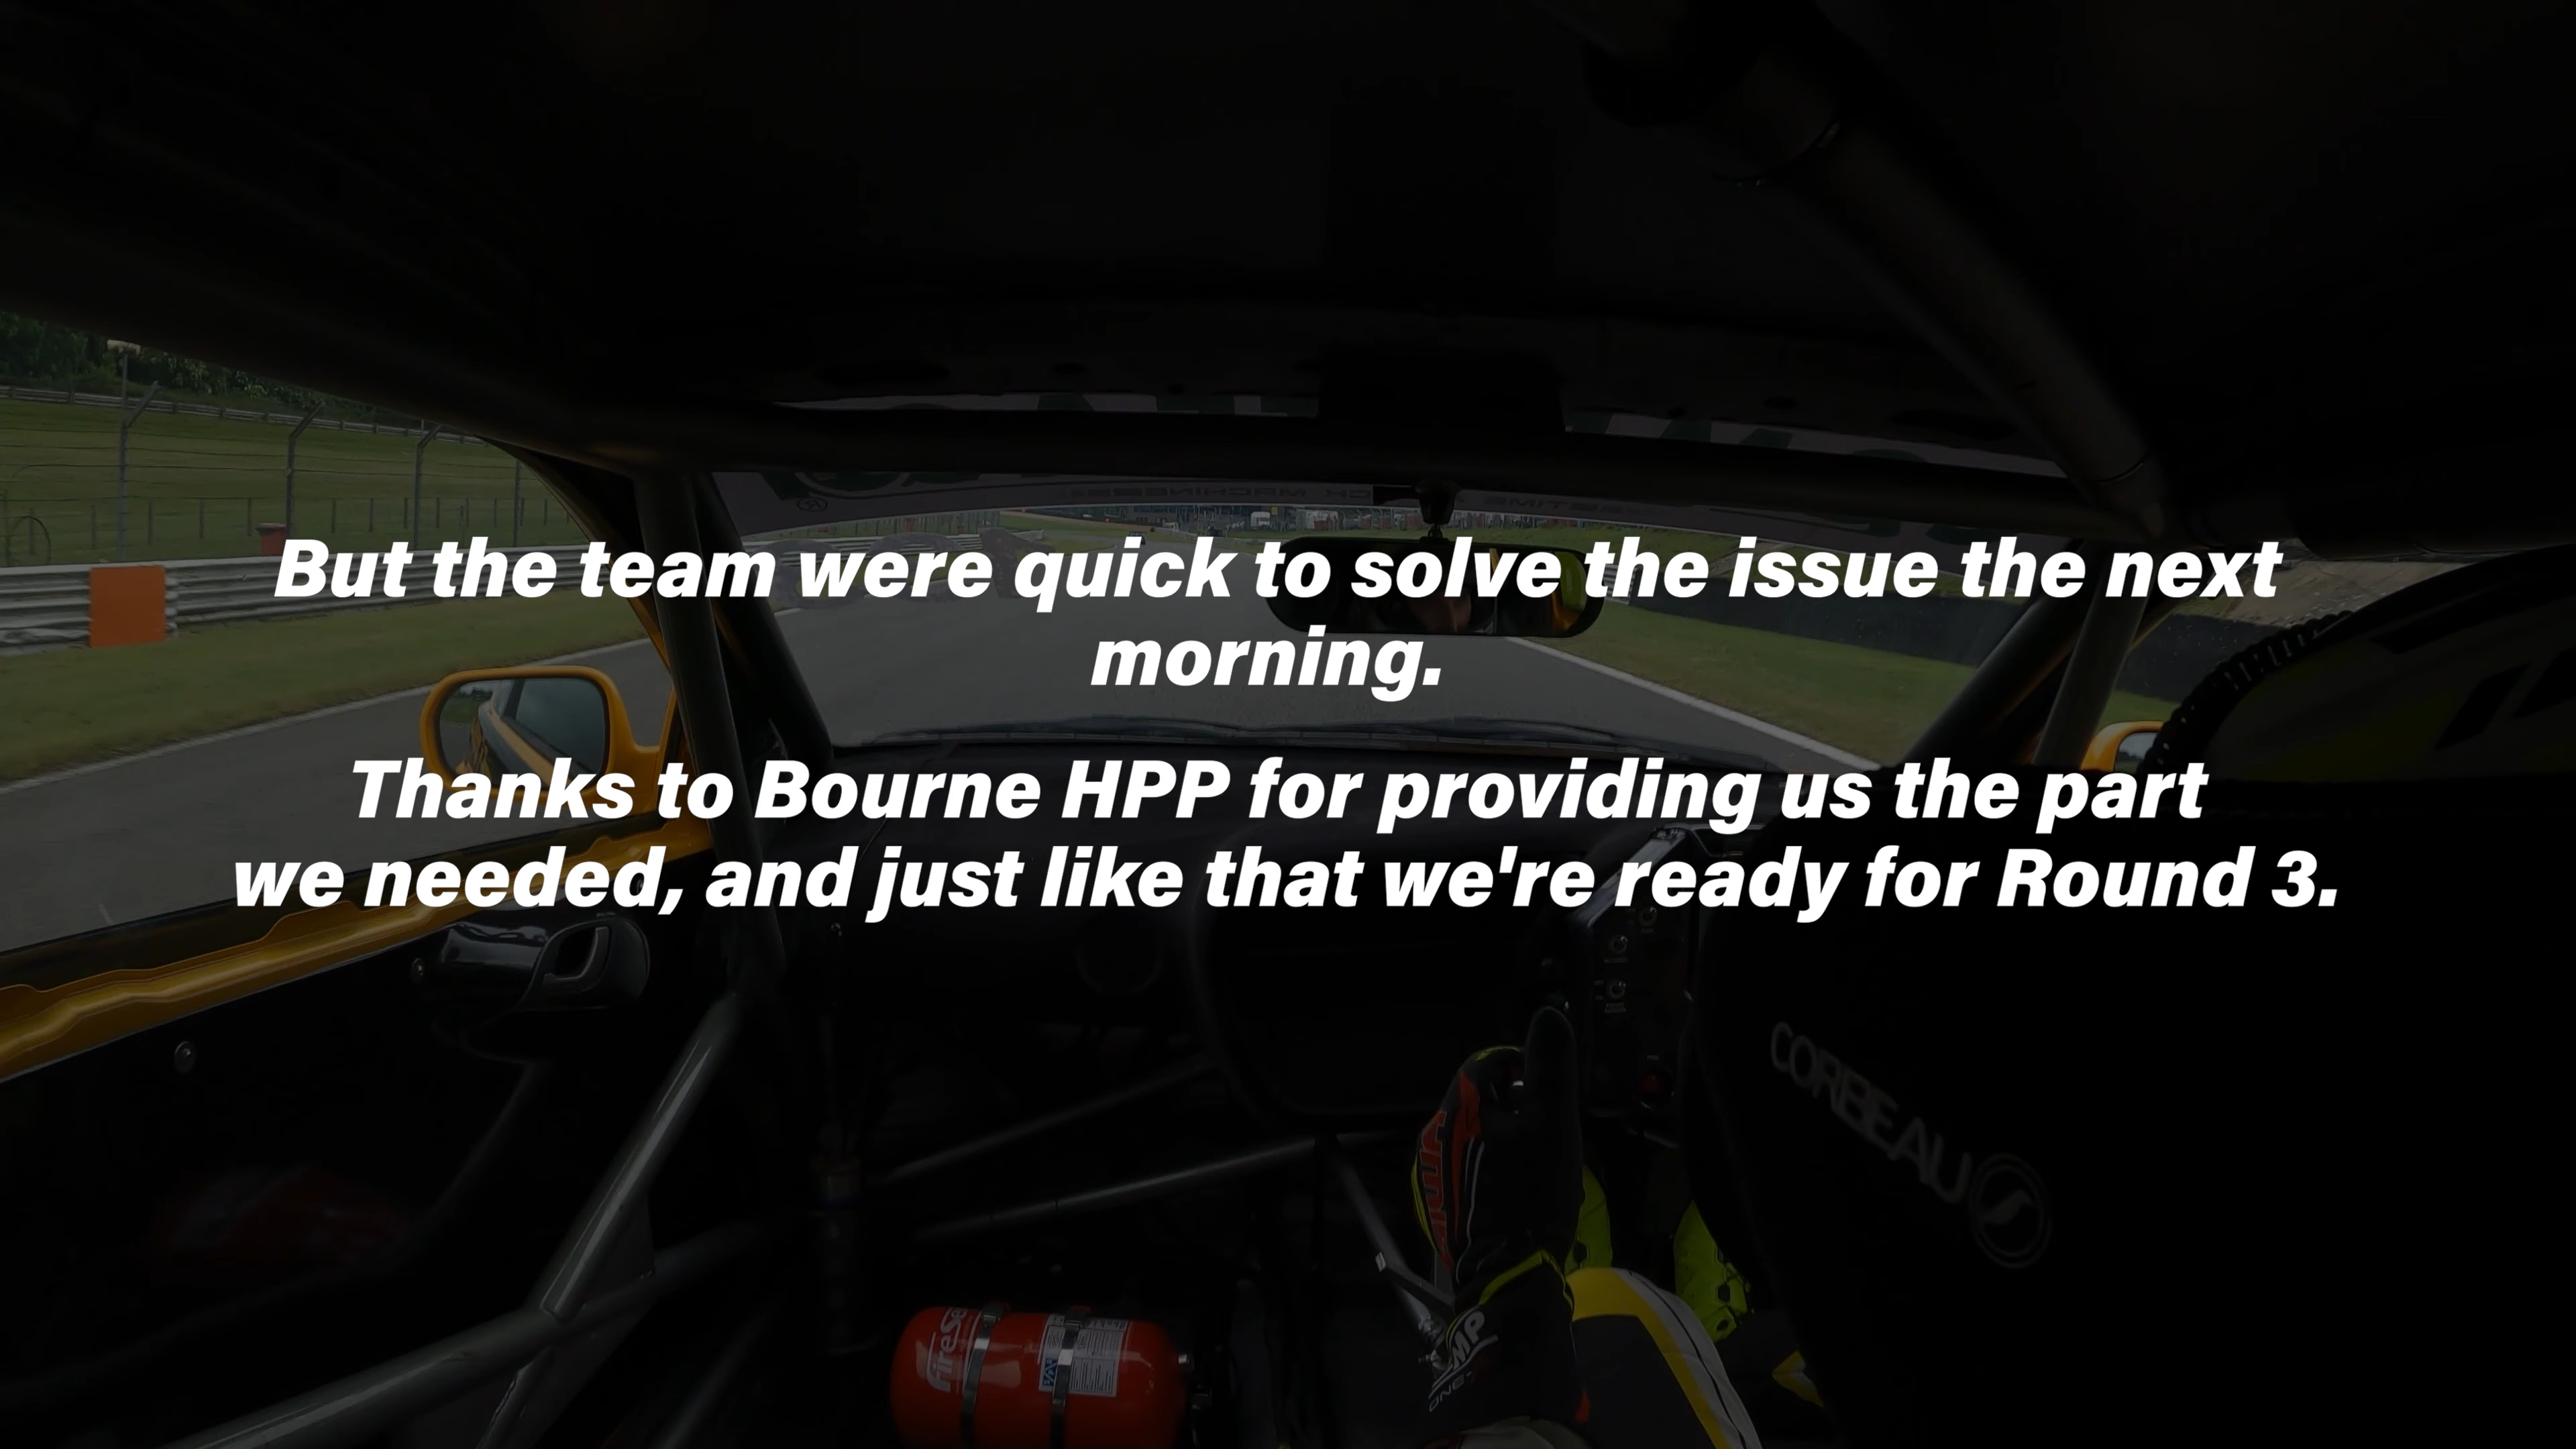 But the team were quick to solve the issue the next
morning.
Thanks to Bourne HPP for providing us the part
we needed, and just like that we're ready for Round 3.
CORBEAU